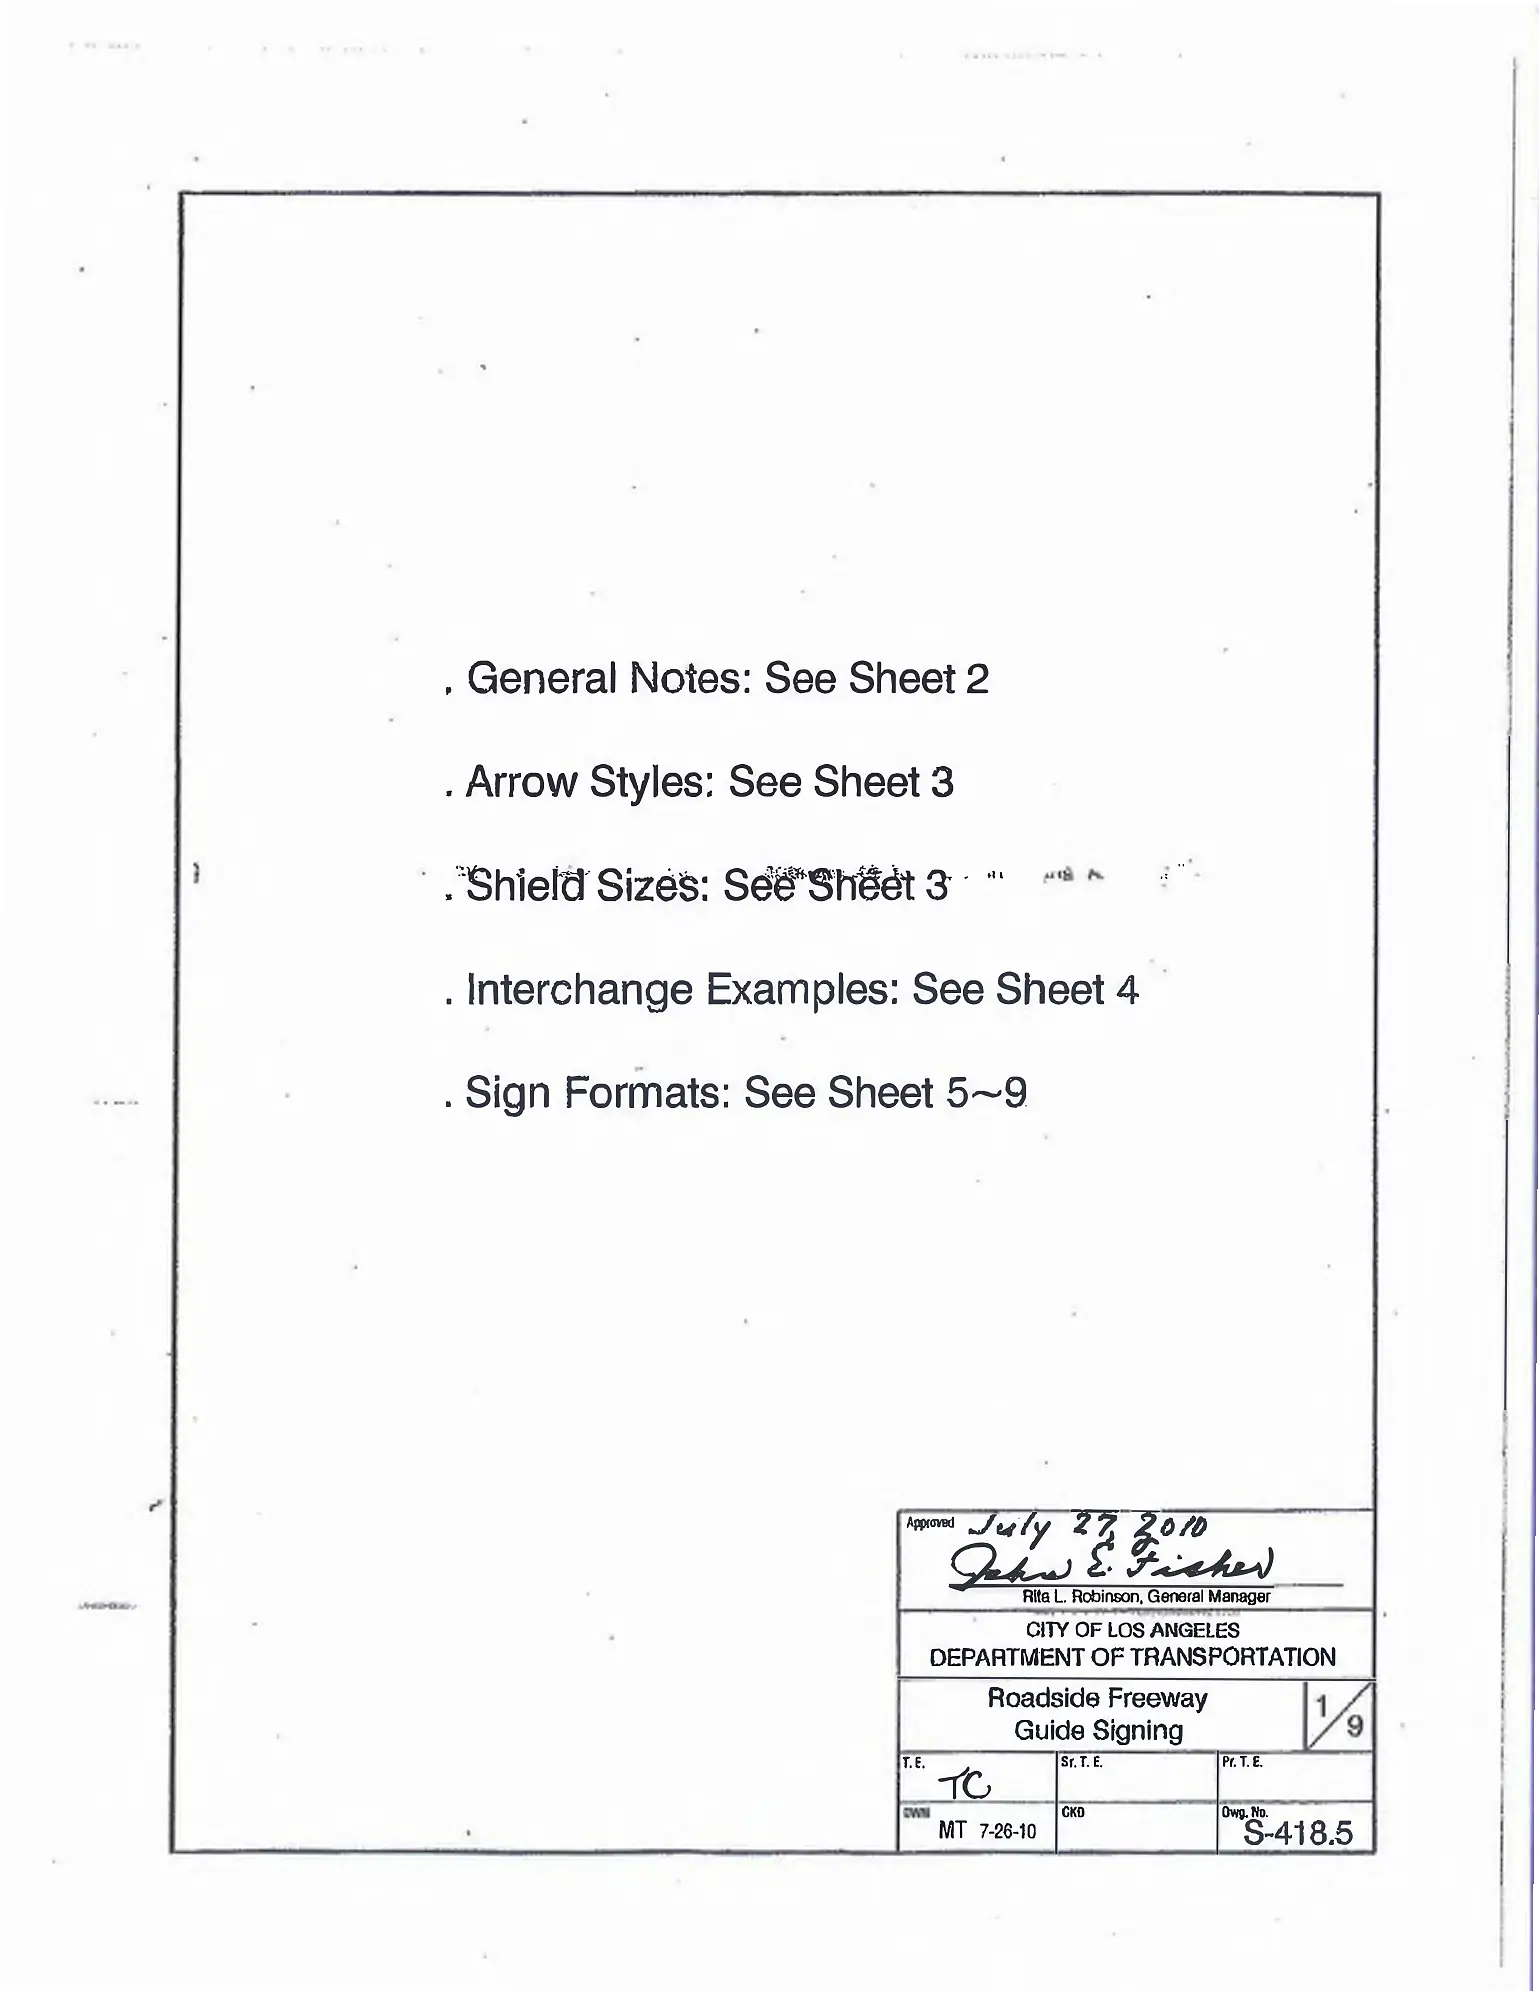 . General Notes: See Sheet 2
. Arrow Styles: See Sheet 3
. Shield Sizes: See Sheet 3
. Interchange Examples: See Sheet 4
. Sign Formats: See Sheet 5~9
Approved July 27, 2010
John E. Fisher
Rita L. Robinson, General Manager
CITY OF LOS ANGELES
DEPARTMENT OF TRANSPORTATION
Roadside Freeway
Guide Signing
1/9
T. E. Sr. T. E. Pr. T. E.
TC
DWN CKD Dwg. No.
MT 7-26-10 S-418.5